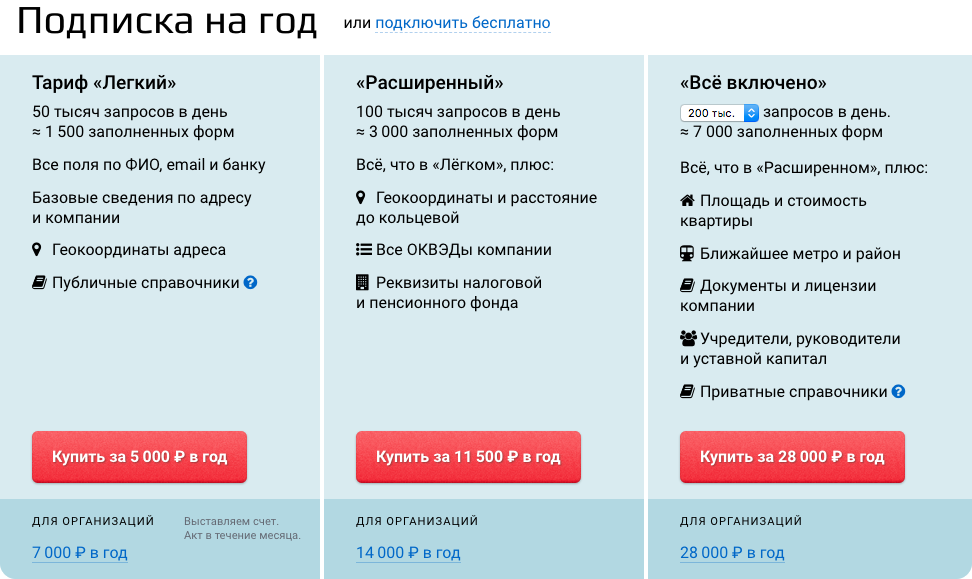 Подписка на год
или подключить бесплатно
Тариф «Легкий»
50 тысяч запросов в день
≈ 1 500 заполненных форм
Все поля по ФИО, email и банку
Базовые сведения по адресу
и компании
Геокоординаты адреса
Публичные справочники ?
Купить за 5 000 ₽ в год
ДЛЯ ОРГАНИЗАЦИЙ
Выставляем счет.
Акт в течение месяца.
7 000 ₽ в год
«Расширенный»
100 тысяч запросов в день
≈ 3 000 заполненных форм
Всё, что в «Лёгком», плюс:
Геокоординаты и расстояние
до кольцевой
Все ОКВЭДы компании
Реквизиты налоговой
и пенсионного фонда
Купить за 11 500 ₽ в год
ДЛЯ ОРГАНИЗАЦИЙ
14 000 ₽ в год
«Всё включено»
200 тыс. запросов в день.
≈ 7 000 заполненных форм
Всё, что в «Расширенном», плюс:
Площадь и стоимость
квартиры
Ближайшее метро и район
Документы и лицензии
компании
Учредители, руководители
и уставной капитал
Приватные справочники ?
Купить за 28 000 ₽ в год
ДЛЯ ОРГАНИЗАЦИЙ
28 000 ₽ в год